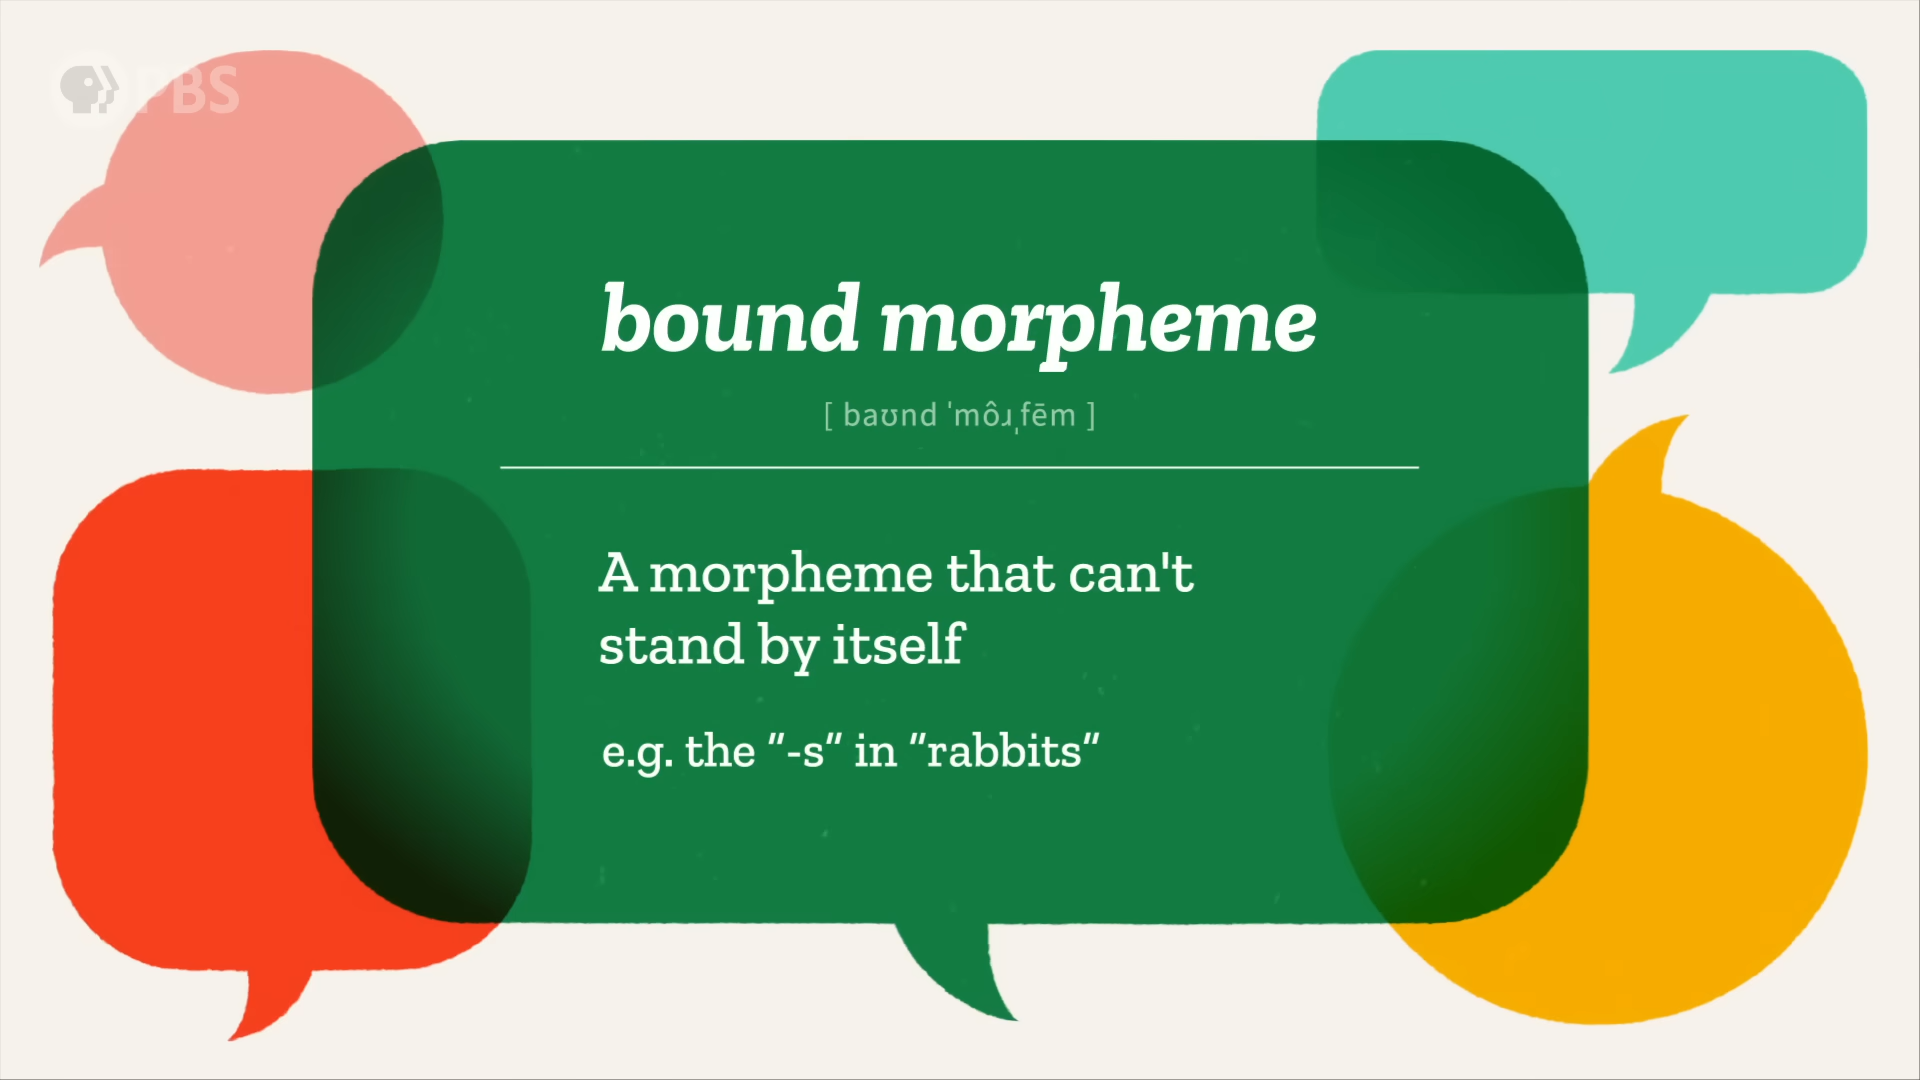 PBS
bound morpheme
[ baʊnd ˈmôɹˌfēm ]
A morpheme that can't
stand by itself
e.g. the "-s" in "rabbits"